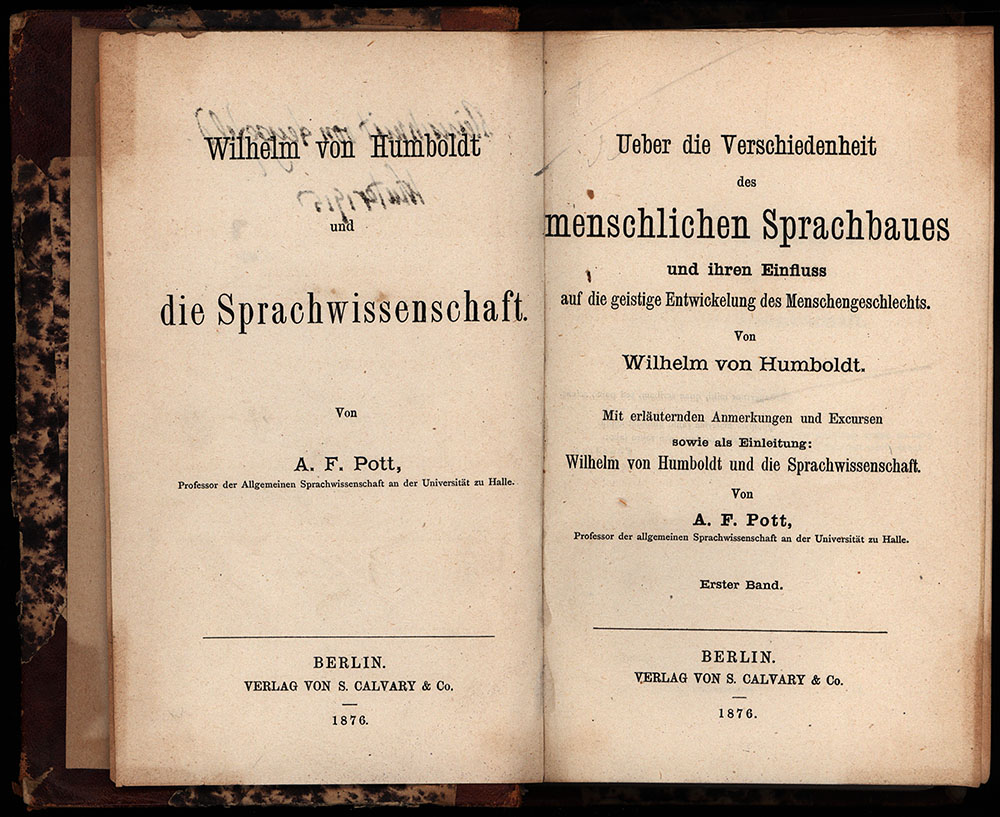 Wilhelm von Humboldt
und
die Sprachwissenschaft.
Von
A. F. Pott,
Professor der Allgemeinen Sprachwissenschaft an der Universität zu Halle.
BERLIN.
VERLAG VON S. CALVARY & Co.
1876.
Ueber die Verschiedenheit
des
menschlichen Sprachbaues
und ihren Einfluss
auf die geistige Entwickelung des Menschengeschlechts.
Von
Wilhelm von Humboldt.
Mit erläuternden Anmerkungen und Excursen
sowie als Einleitung:
Wilhelm von Humboldt und die Sprachwissenschaft.
Von
A. F. Pott,
Professor der allgemeinen Sprachwissenschaft an der Universität zu Halle.
Erster Band.
BERLIN.
VERLAG VON S. CALVARY & Co.
1876.